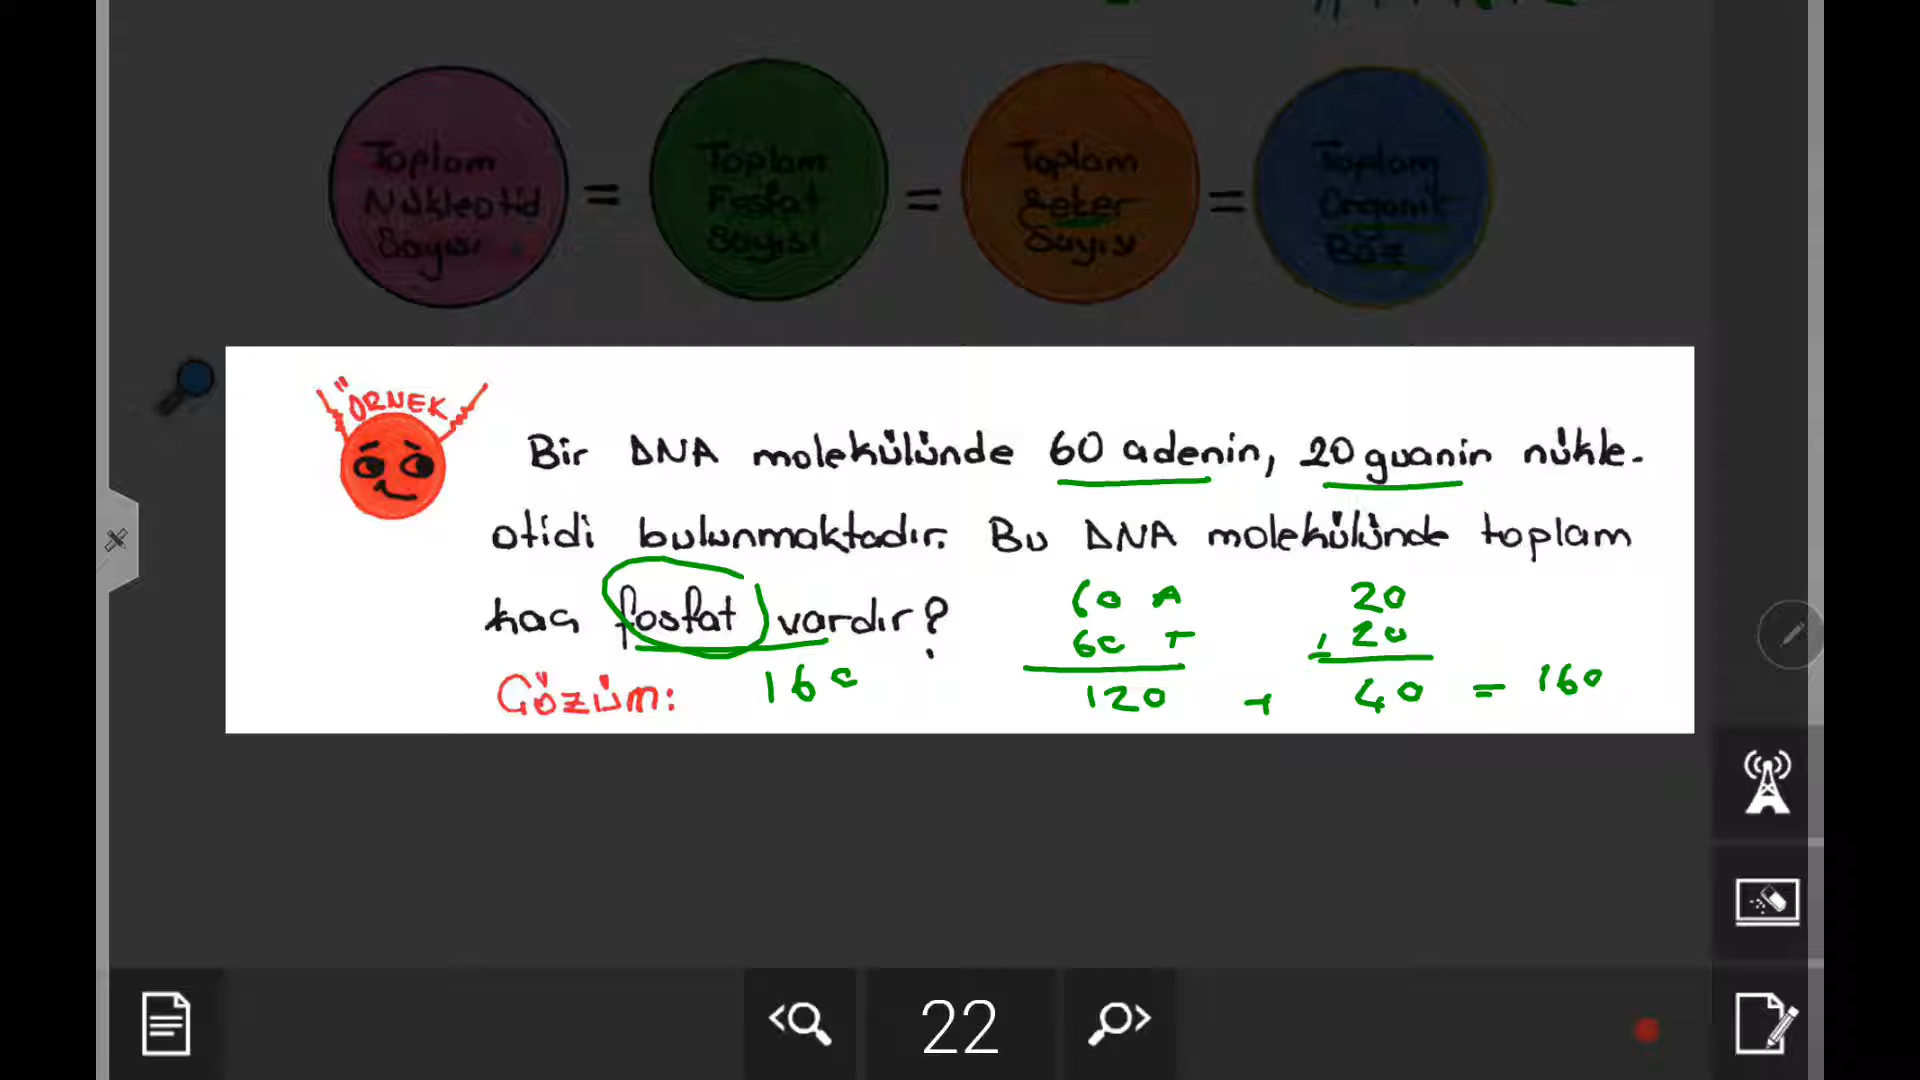 Toplam
Nükleotid
Sayısı
=
Toplam
Fosfat
Sayısı
=
Toplam
Şeker
Sayısı
=
Toplam
Organik
Baz
ÖRNEK
Bir DNA molekülünde 60 adenin, 20 guanin nükle-
otidi bulunmaktadır. Bu DNA molekülünde toplam
kaç fosfat vardır?
60 A
60 T
120
20
+ 20
+ 40 = 160
Çözüm: 160
22